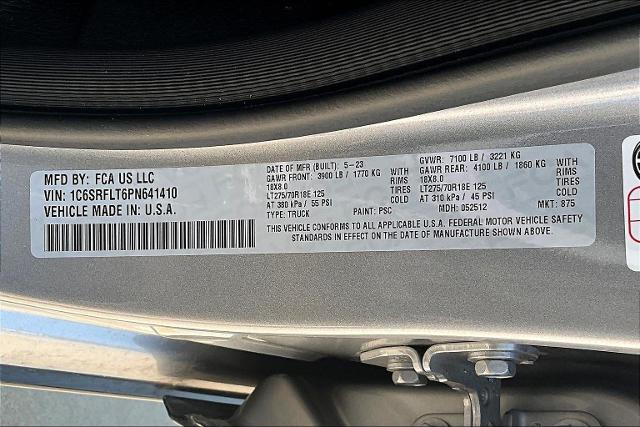 MFD BY: FCA US LLC
VIN: 1C6SRFLT6PN641410
VEHICLE MADE IN: U.S.A.
DATE OF MFR (BUILT): 5-23 GVWR: 7100 LB / 3221 KG
GAWR FRONT: 3900 LB / 1770 KG WITH GAWR REAR: 4100 LB / 1860 KG WITH
18X8.0 RIMS 18X8.0 RIMS
LT275/70R18E 125 TIRES LT275/70R18E 125 TIRES
AT 380 kPa / 55 PSI COLD AT 310 kPa / 45 PSI COLD
TYPE: TRUCK PAINT: PSC MDH: 052512 MKT: 875
THIS VEHICLE CONFORMS TO ALL APPLICABLE U.S.A. FEDERAL MOTOR VEHICLE SAFETY
STANDARDS IN EFFECT ON THE DATE OF MANUFACTURE SHOWN ABOVE.